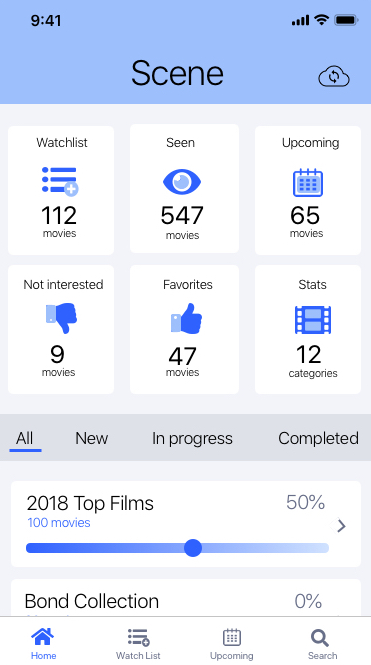 9:41
Scene
Watchlist
112
movies
Seen
547
movies
Upcoming
65
movies
Not interested
9
movies
Favorites
47
movies
Stats
12
categories
All New In progress Completed
2018 Top Films 50%
100 movies
Bond Collection 0%
Home Watch List Upcoming Search